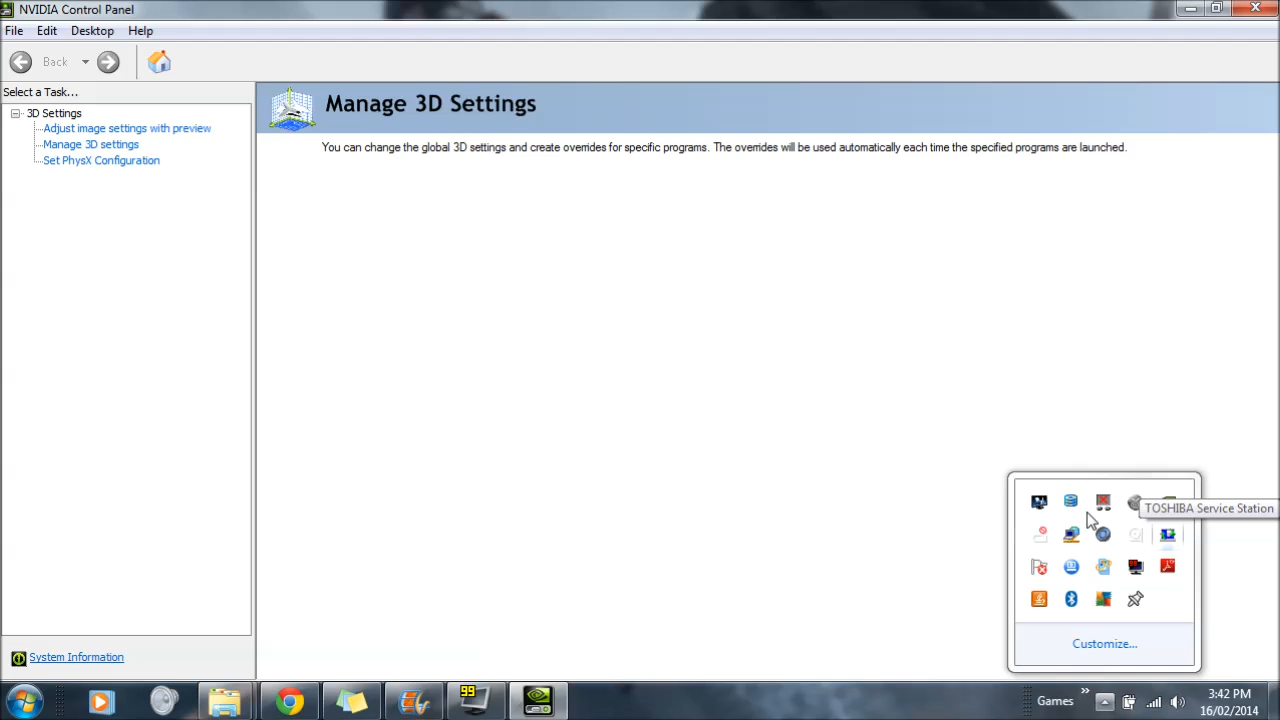 NVIDIA Control Panel
File Edit Desktop Help
Back
Select a Task...
3D Settings
Adjust image settings with preview
Manage 3D settings
Set PhysX Configuration
System Information
Manage 3D Settings
You can change the global 3D settings and create overrides for specific programs. The overrides will be used automatically each time the specified programs are launched.
TOSHIBA Service Station
Customize...
99
Games
3:42 PM
16/02/2014